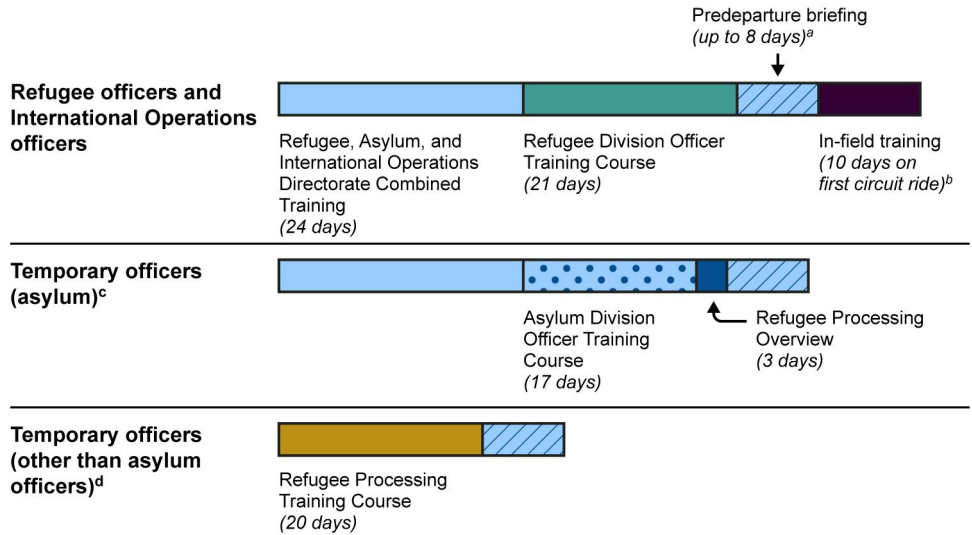 Predeparture briefing
(up to 8 days)a
Refugee officers and
International Operations
officers
Refugee, Asylum, and
International Operations
Directorate Combined
Training
(24 days)
Refugee Division Officer
Training Course
(21 days)
In-field training
(10 days on
first circuit ride)b
Temporary officers
(asylum)c
Asylum Division
Officer Training
Course
(17 days)
Refugee Processing
Overview
(3 days)
Temporary officers
(other than asylum
officers)d
Refugee Processing
Training Course
(20 days)